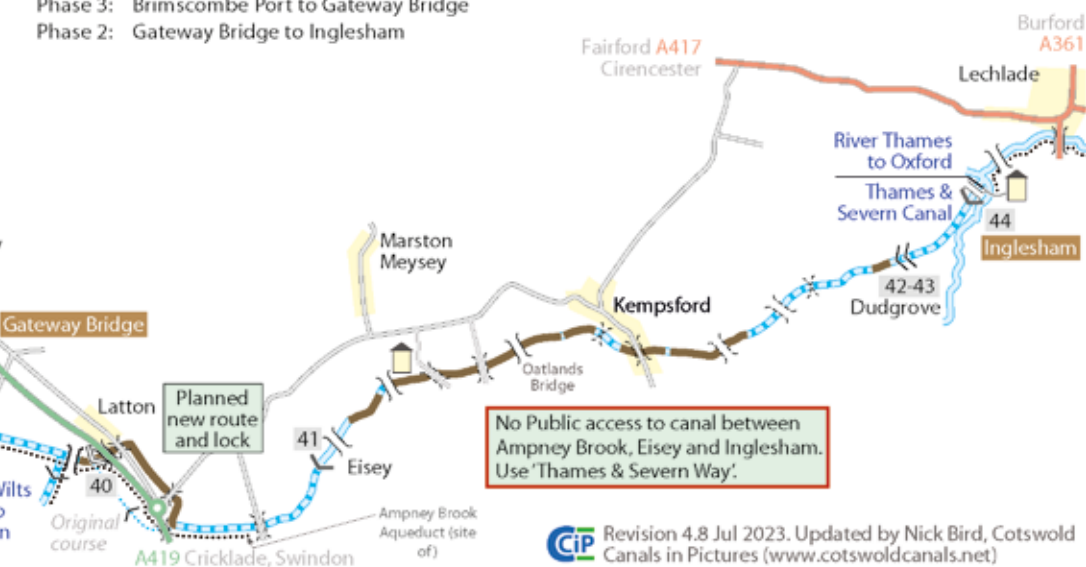 Phase 3: Brimscombe Port to Gateway Bridge
Phase 2: Gateway Bridge to Inglesham
Burford
A361
Fairford A417
Cirencester
Lechlade
River Thames
to Oxford
Thames &
Severn Canal
44
Inglesham
Marston
Meysey
42-43
Dudgrove
Kempsford
Gateway Bridge
Oatlands
Bridge
Planned
new route
and lock
Latton
No Public access to canal between
Ampney Brook, Eisey and Inglesham.
Use 'Thames & Severn Way'.
41
Eisey
40
Wilts
n
Original
course
Ampney Brook
Aqueduct (site
of)
A419 Cricklade, Swindon
CiP
Revision 4.8 Jul 2023. Updated by Nick Bird, Cotswold
Canals in Pictures (www.cotswoldcanals.net)